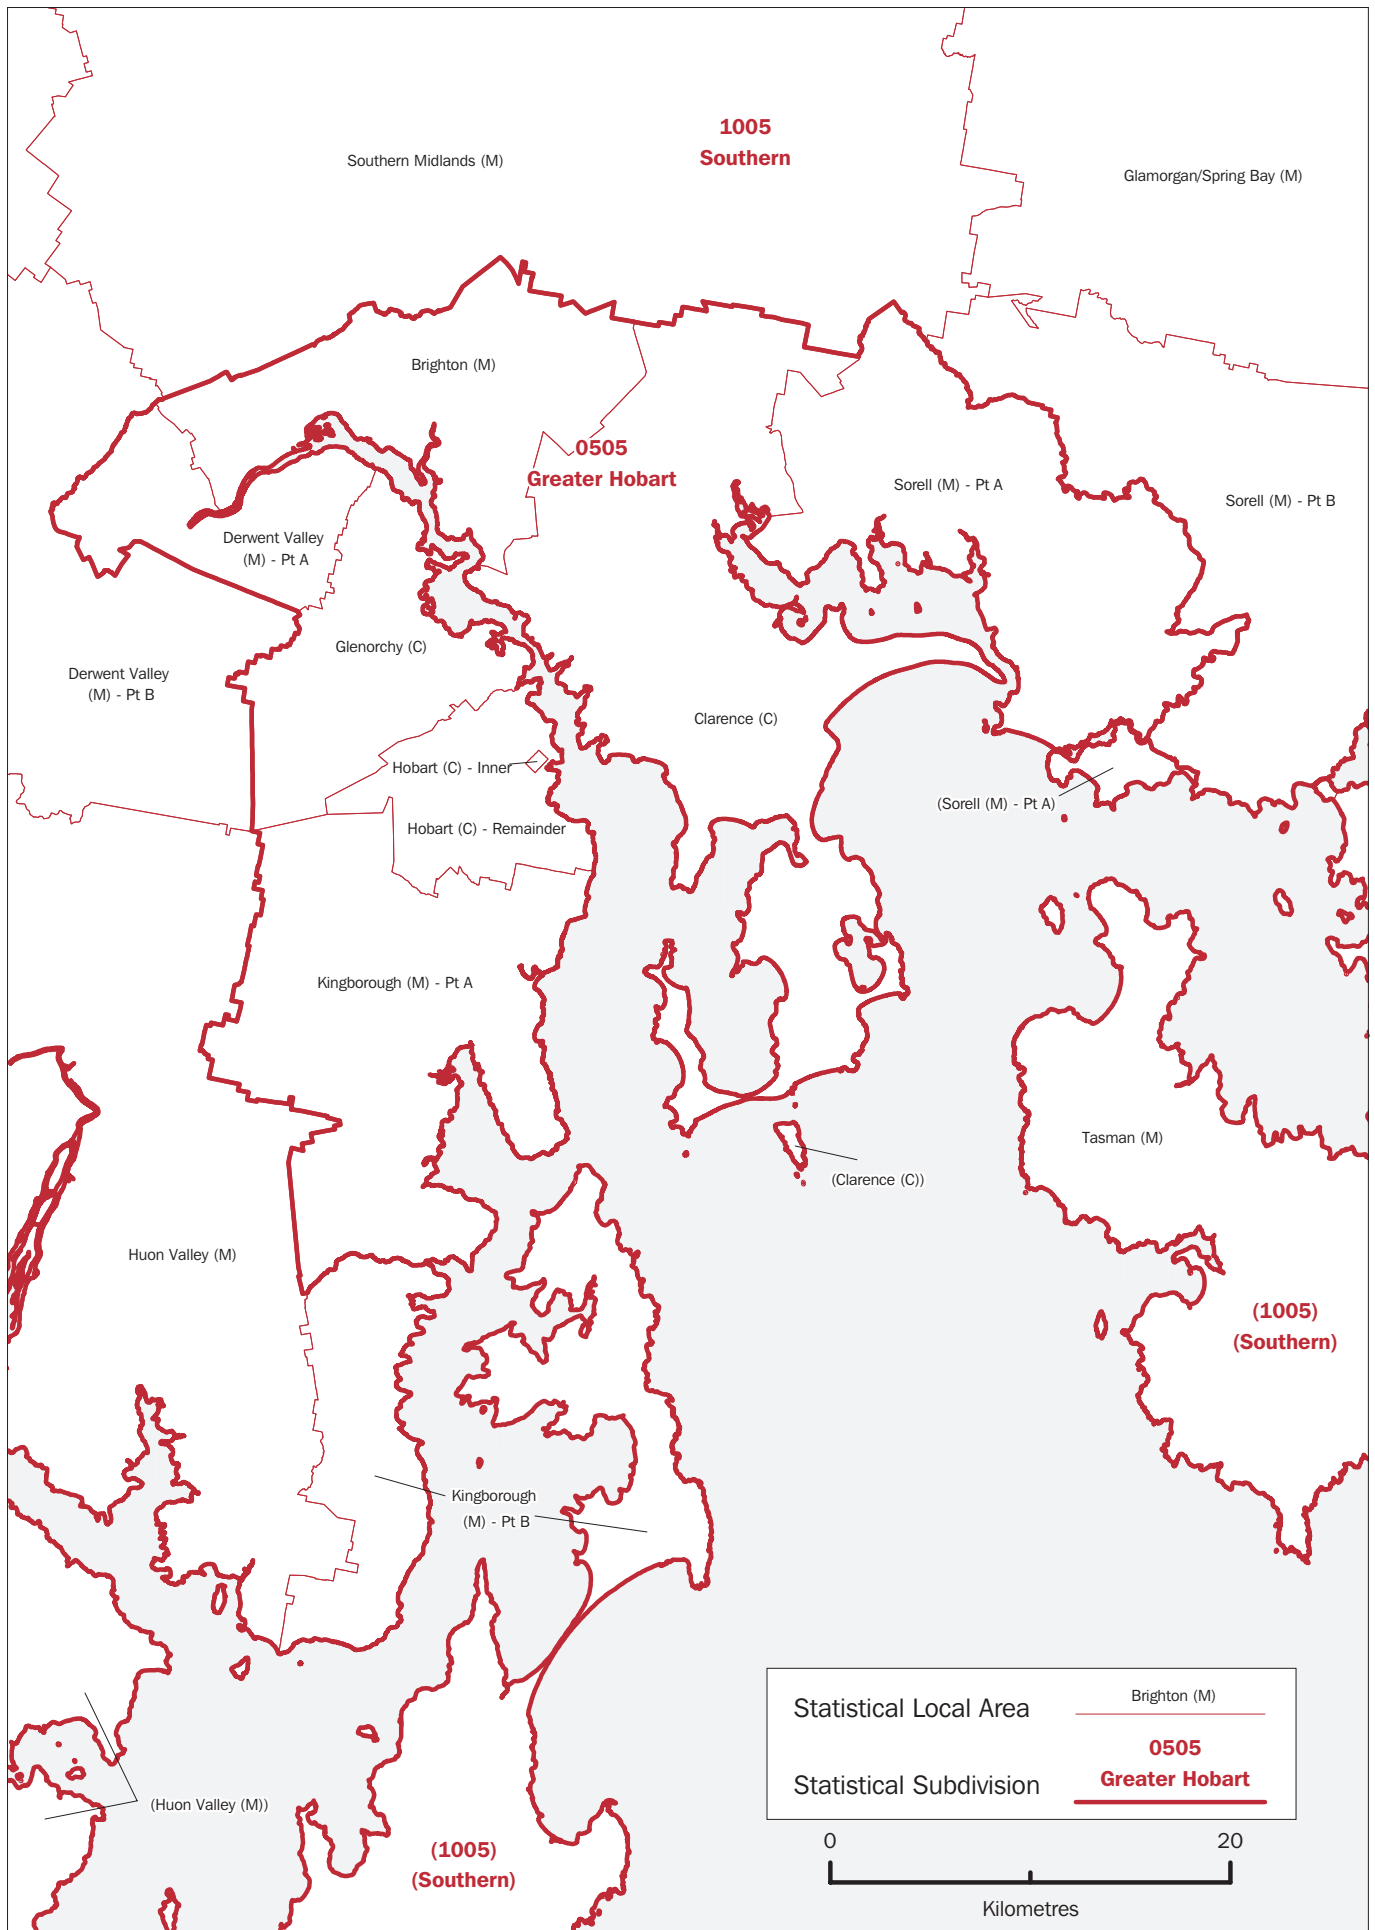 1005
Southern
Southern Midlands (M)
Glamorgan/Spring Bay (M)
Brighton (M)
0505
Greater Hobart
Sorell (M) - Pt A
Sorell (M) - Pt B
Derwent Valley
(M) - Pt A
Glenorchy (C)
Derwent Valley
(M) - Pt B
Clarence (C)
Hobart (C) - Inner
(Sorell (M) - Pt A)
Hobart (C) - Remainder
Kingborough (M) - Pt A
Tasman (M)
(Clarence (C))
Huon Valley (M)
(1005)
(Southern)
Kingborough
(M) - Pt B
(Huon Valley (M))
(1005)
(Southern)
Statistical Local Area
Brighton (M)
Statistical Subdivision
0505
Greater Hobart
0
20
Kilometres